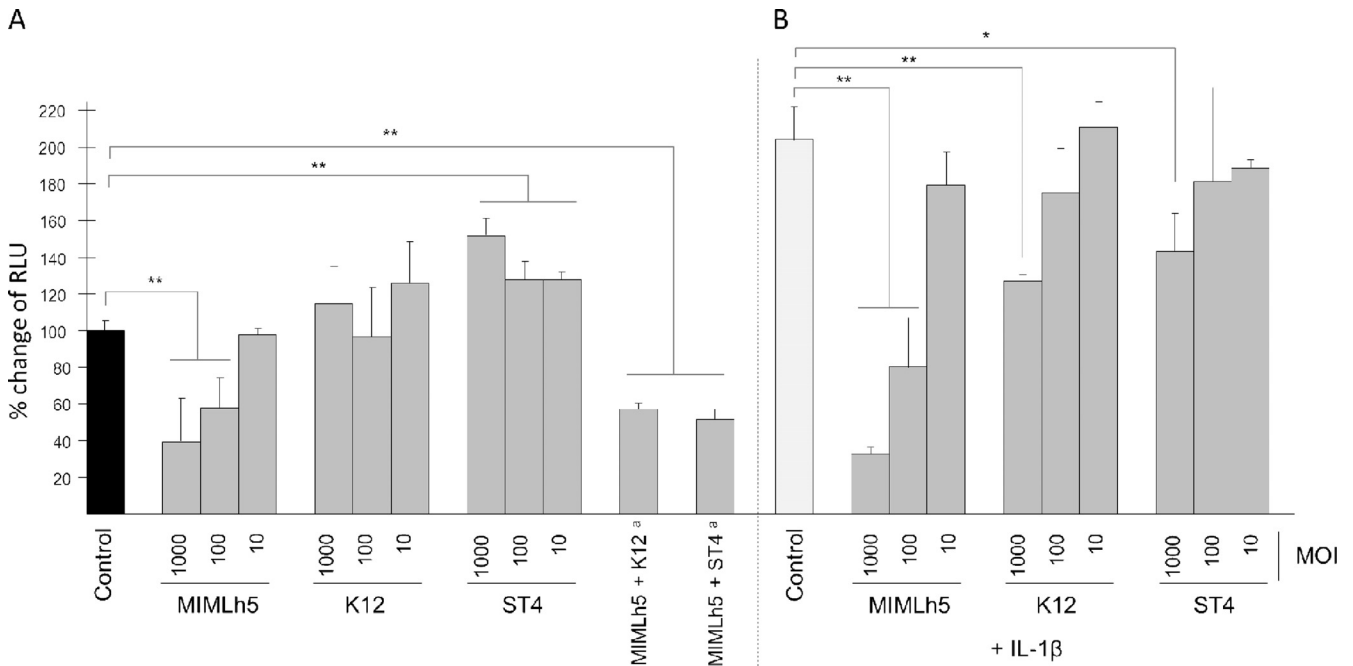 A
B
% change of RLU
220
200
180
160
140
120
100
80
60
40
20
**
**
**
**
**
*
Control
1000
100
10
MIMLh5
1000
100
10
K12
1000
100
10
ST4
MIMLh5 + K12 a
MIMLh5 + ST4 a
Control
1000
100
10
MIMLh5
1000
100
10
K12
1000
100
10
ST4
MOI
+ IL-1β